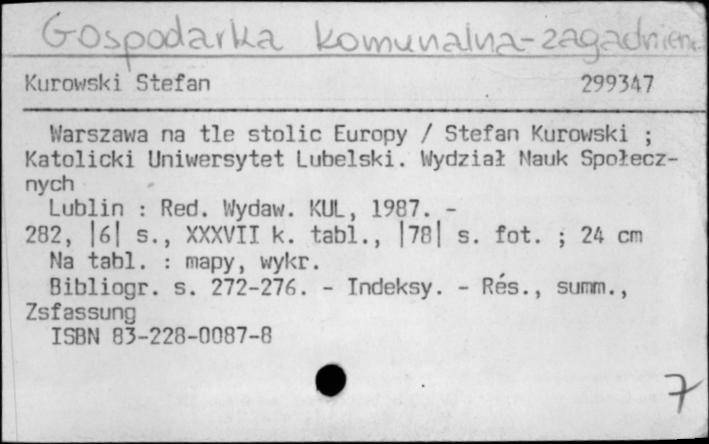 Gospodarka komunalna - zagadnienia
Kurowski Stefan 299347
Warszawa na tle stolic Europy / Stefan Kurowski ;
Katolicki Uniwersytet Lubelski. Wydział Nauk Społecz-
nych
Lublin : Red. Wydaw. KUL, 1987. -
282, |6| s., XXXVII k. tabl., |78| s. fot. ; 24 cm
Na tabl. : mapy, wykr.
Bibliogr. s. 272-276. - Indeksy. - Rés., summ.,
Zsfassung
ISBN 83-228-0087-8
7